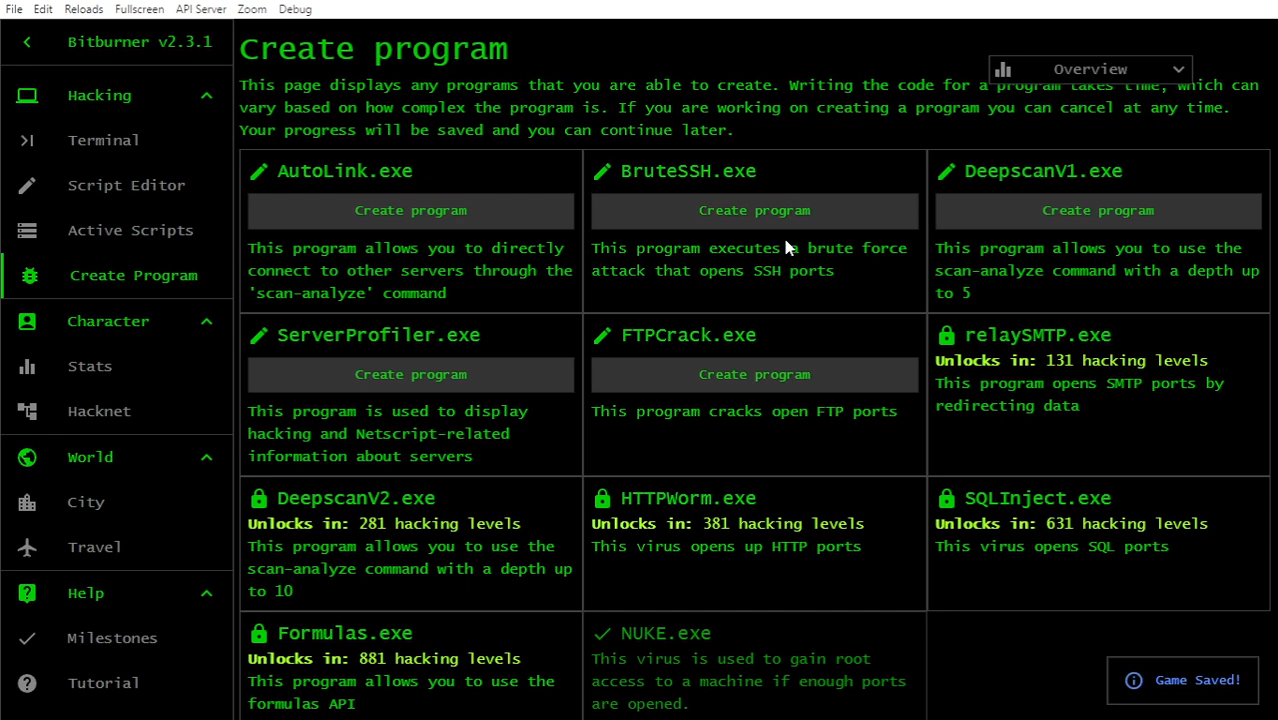 File Edit Reloads Fullscreen API Server Zoom Debug
Bitburner v2.3.1
Hacking
Terminal
Script Editor
Active Scripts
Create Program
Character
Stats
Hacknet
World
City
Travel
Help
Milestones
Tutorial
Create program
Overview
This page displays any programs that you are able to create. Writing the code for a program takes time, which can
vary based on how complex the program is. If you are working on creating a program you can cancel at any time.
Your progress will be saved and you can continue later.
AutoLink.exe
Create program
This program allows you to directly
connect to other servers through the
'scan-analyze' command
BruteSSH.exe
Create program
This program executes a brute force
attack that opens SSH ports
DeepscanV1.exe
Create program
This program allows you to use the
scan-analyze command with a depth up
to 5
ServerProfiler.exe
Create program
This program is used to display
hacking and Netscript-related
information about servers
FTPCrack.exe
Create program
This program cracks open FTP ports
relaySMTP.exe
Unlocks in: 131 hacking levels
This program opens SMTP ports by
redirecting data
DeepscanV2.exe
Unlocks in: 281 hacking levels
This program allows you to use the
scan-analyze command with a depth up
to 10
HTTPWorm.exe
Unlocks in: 381 hacking levels
This virus opens up HTTP ports
SQLInject.exe
Unlocks in: 631 hacking levels
This virus opens SQL ports
Formulas.exe
Unlocks in: 881 hacking levels
This program allows you to use the
formulas API
NUKE.exe
This virus is used to gain root
access to a machine if enough ports
are opened.
Game Saved!